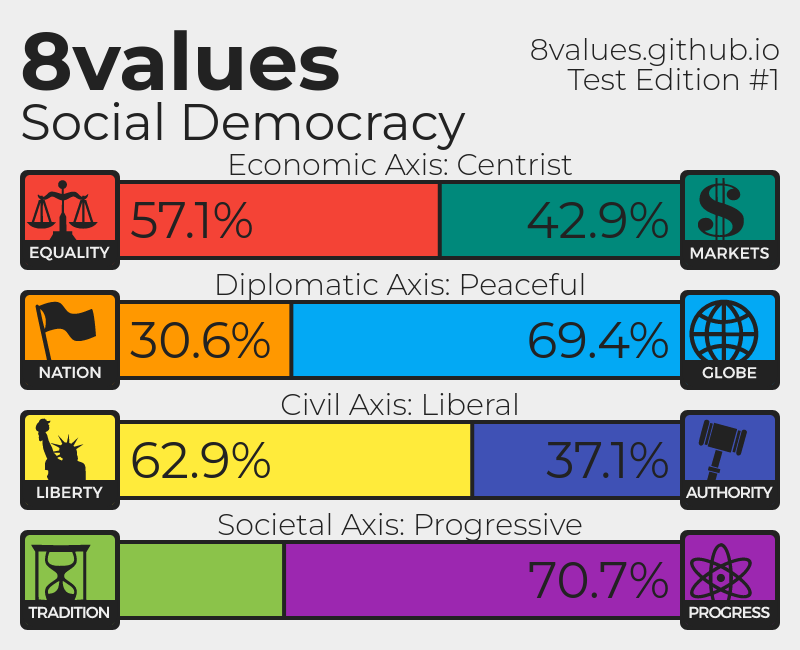 8values
8values.github.io
Test Edition #1
Social Democracy
Economic Axis: Centrist
EQUALITY
57.1%
42.9%
$
MARKETS
Diplomatic Axis: Peaceful
NATION
30.6%
69.4%
GLOBE
Civil Axis: Liberal
LIBERTY
62.9%
37.1%
AUTHORITY
Societal Axis: Progressive
TRADITION
70.7%
PROGRESS